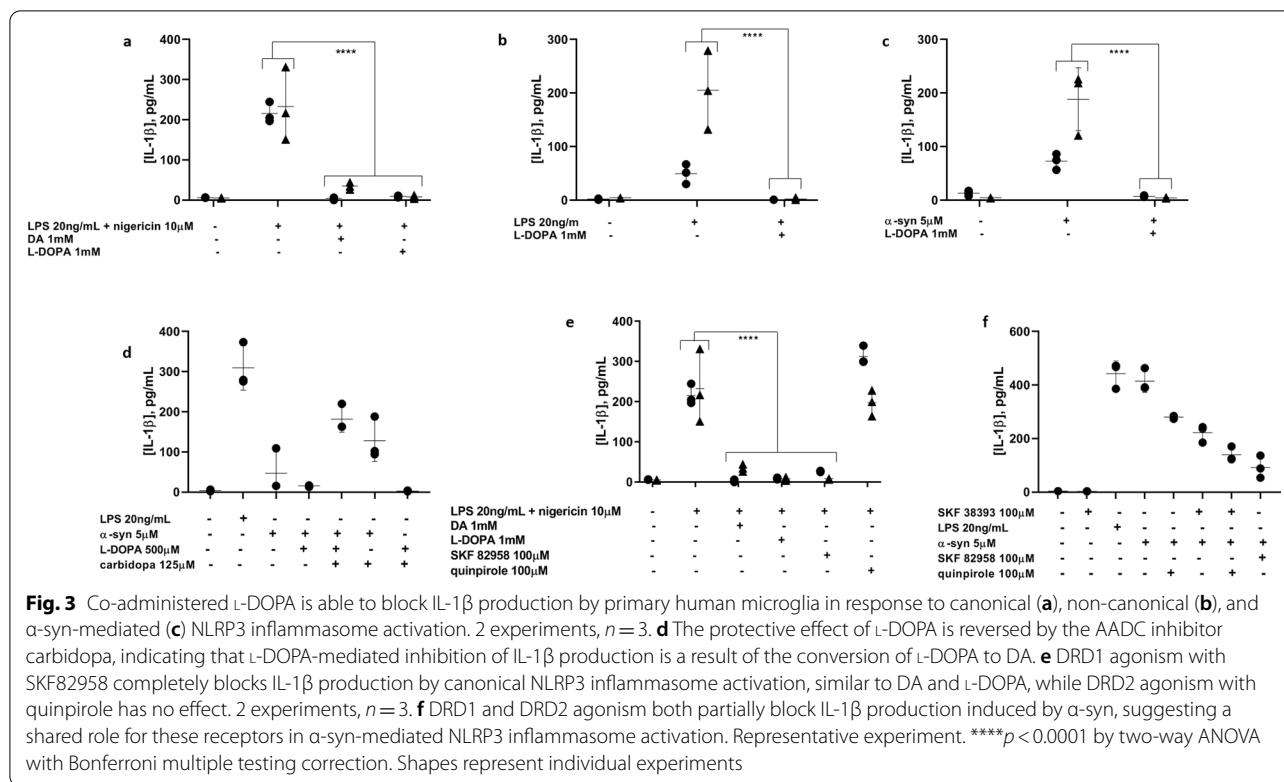 a
****
400
300
200
100
0
[IL-1β], pg/mL
LPS 20ng/mL + nigericin 10μM - + + +
DA 1mM - - + -
L-DOPA 1mM - - - +
b
****
300
200
100
0
[IL-1β], pg/mL
LPS 20ng/m - + +
L-DOPA 1mM - - +
c
****
300
200
100
0
[IL-1β], pg/mL
α-syn 5μM - + +
L-DOPA 1mM - - +
d
400
300
200
100
0
[IL-1β], pg/mL
LPS 20ng/mL - + - - - - -
α-syn 5μM - - + + + + -
L-DOPA 500μM - - - + + - +
carbidopa 125μM - - - - + + +
e
****
400
300
200
100
0
[IL-1β], pg/mL
LPS 20ng/mL + nigericin 10μM - + + + + +
DA 1mM - - + - - -
L-DOPA 1mM - - - + - -
SKF 82958 100μM - - - - + -
quinpirole 100μM - - - - - +
f
600
400
200
0
[IL-1β], pg/mL
SKF 38393 100μM - + - - - + + -
LPS 20ng/mL - - + - - - - -
α-syn 5μM - - - + + + + +
SKF 82958 100μM - - - - - - - +
quinpirole 100μM - - - - + - + -
Fig. 3 Co-administered L-DOPA is able to block IL-1β production by primary human microglia in response to canonical (a), non-canonical (b), and
α-syn-mediated (c) NLRP3 inflammasome activation. 2 experiments, n = 3. d The protective effect of L-DOPA is reversed by the AADC inhibitor
carbidopa, indicating that L-DOPA-mediated inhibition of IL-1β production is a result of the conversion of L-DOPA to DA. e DRD1 agonism with
SKF82958 completely blocks IL-1β production by canonical NLRP3 inflammasome activation, similar to DA and L-DOPA, while DRD2 agonism with
quinpirole has no effect. 2 experiments, n = 3. f DRD1 and DRD2 agonism both partially block IL-1β production induced by α-syn, suggesting a
shared role for these receptors in α-syn-mediated NLRP3 inflammasome activation. Representative experiment. ****p < 0.0001 by two-way ANOVA
with Bonferroni multiple testing correction. Shapes represent individual experiments